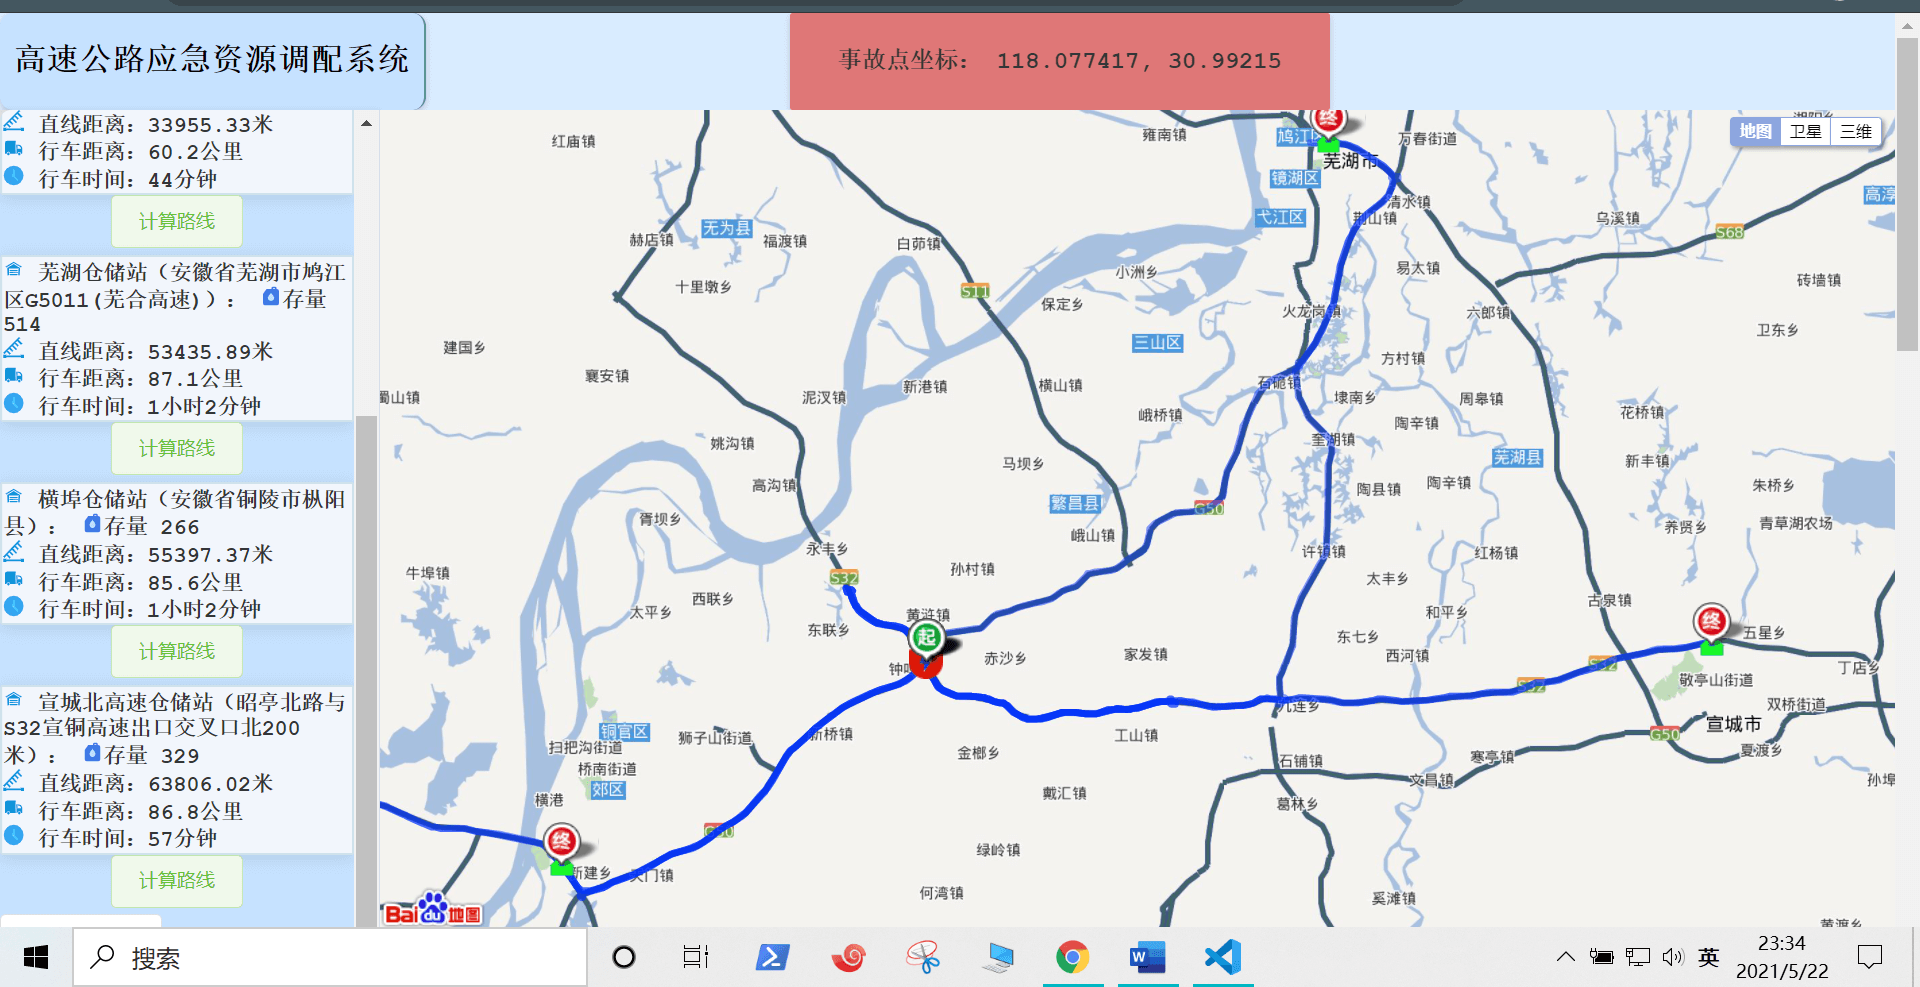 高速公路应急资源调配系统
事故点坐标： 118.077417, 30.99215
直线距离：33955.33米
行车距离：60.2公里
行车时间：44分钟
计算路线
芜湖仓储站（安徽省芜湖市鸠江
区G5011(芜合高速)）： 存量
514
直线距离：53435.89米
行车距离：87.1公里
行车时间：1小时2分钟
计算路线
横埠仓储站（安徽省铜陵市枞阳
县）： 存量 266
直线距离：55397.37米
行车距离：85.6公里
行车时间：1小时2分钟
计算路线
宣城北高速仓储站（昭亭北路与
S32宣铜高速出口交叉口北200
米）： 存量 329
直线距离：63806.02米
行车距离：86.8公里
行车时间：57分钟
计算路线
地图 卫星 三维
红庙镇
雍南镇
鸠江区
终
万春街道
芜湖市
镜湖区
高淳
清水镇
弋江区
荆山镇
乌溪镇
S68
无为县
赫店镇
福渡镇
白茆镇
小洲乡
易太镇
砖墙镇
十里墩乡
S11
保定乡
火龙岗镇
六郎镇
卫东乡
建国乡
三山区
方村镇
襄安镇
新港镇
横山镇
石硊镇
蜀山镇
泥汊镇
埭南乡
周皋镇
花桥镇
峨桥镇
陶辛镇
姚沟镇
奎湖镇
芜湖县
新丰镇
马坝乡
高沟镇
陶县镇
陶辛镇
朱桥乡
繁昌县
G50
胥坝乡
峨山镇
养贤乡
青草湖农场
永丰乡
许镇镇
红杨镇
牛埠镇
S32
孙村镇
太丰乡
西联乡
古泉镇
太平乡
黄浒镇
和平乡
终
五星乡
东联乡
起
东七乡
赤沙乡
家发镇
西河镇
S32
丁店乡
S32
敬亭山街道
九连乡
双桥街道
铜官区
狮子山街道
新桥镇
工山镇
宣城市
G50
扫把沟街道
金榔乡
夏渡乡
桥南街道
石铺镇
寒亭镇
文昌镇
孙埠
郊区
横港
戴汇镇
葛林乡
G50
终
绿岭镇
新建乡
天门镇
何湾镇
奚滩镇
黄渡乡
Bai du 地图
搜索
英
23:34
2021/5/22